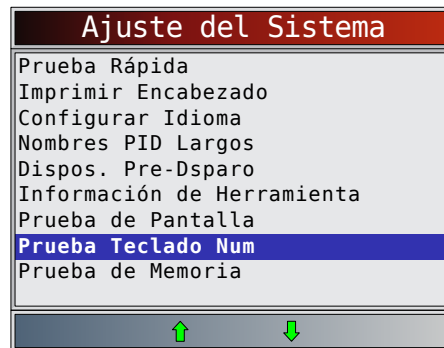 Ajuste del Sistema
Prueba Rápida
Imprimir Encabezado
Configurar Idioma
Nombres PID Largos
Dispos. Pre-Dsparo
Información de Herramienta
Prueba de Pantalla
Prueba Teclado Num
Prueba de Memoria